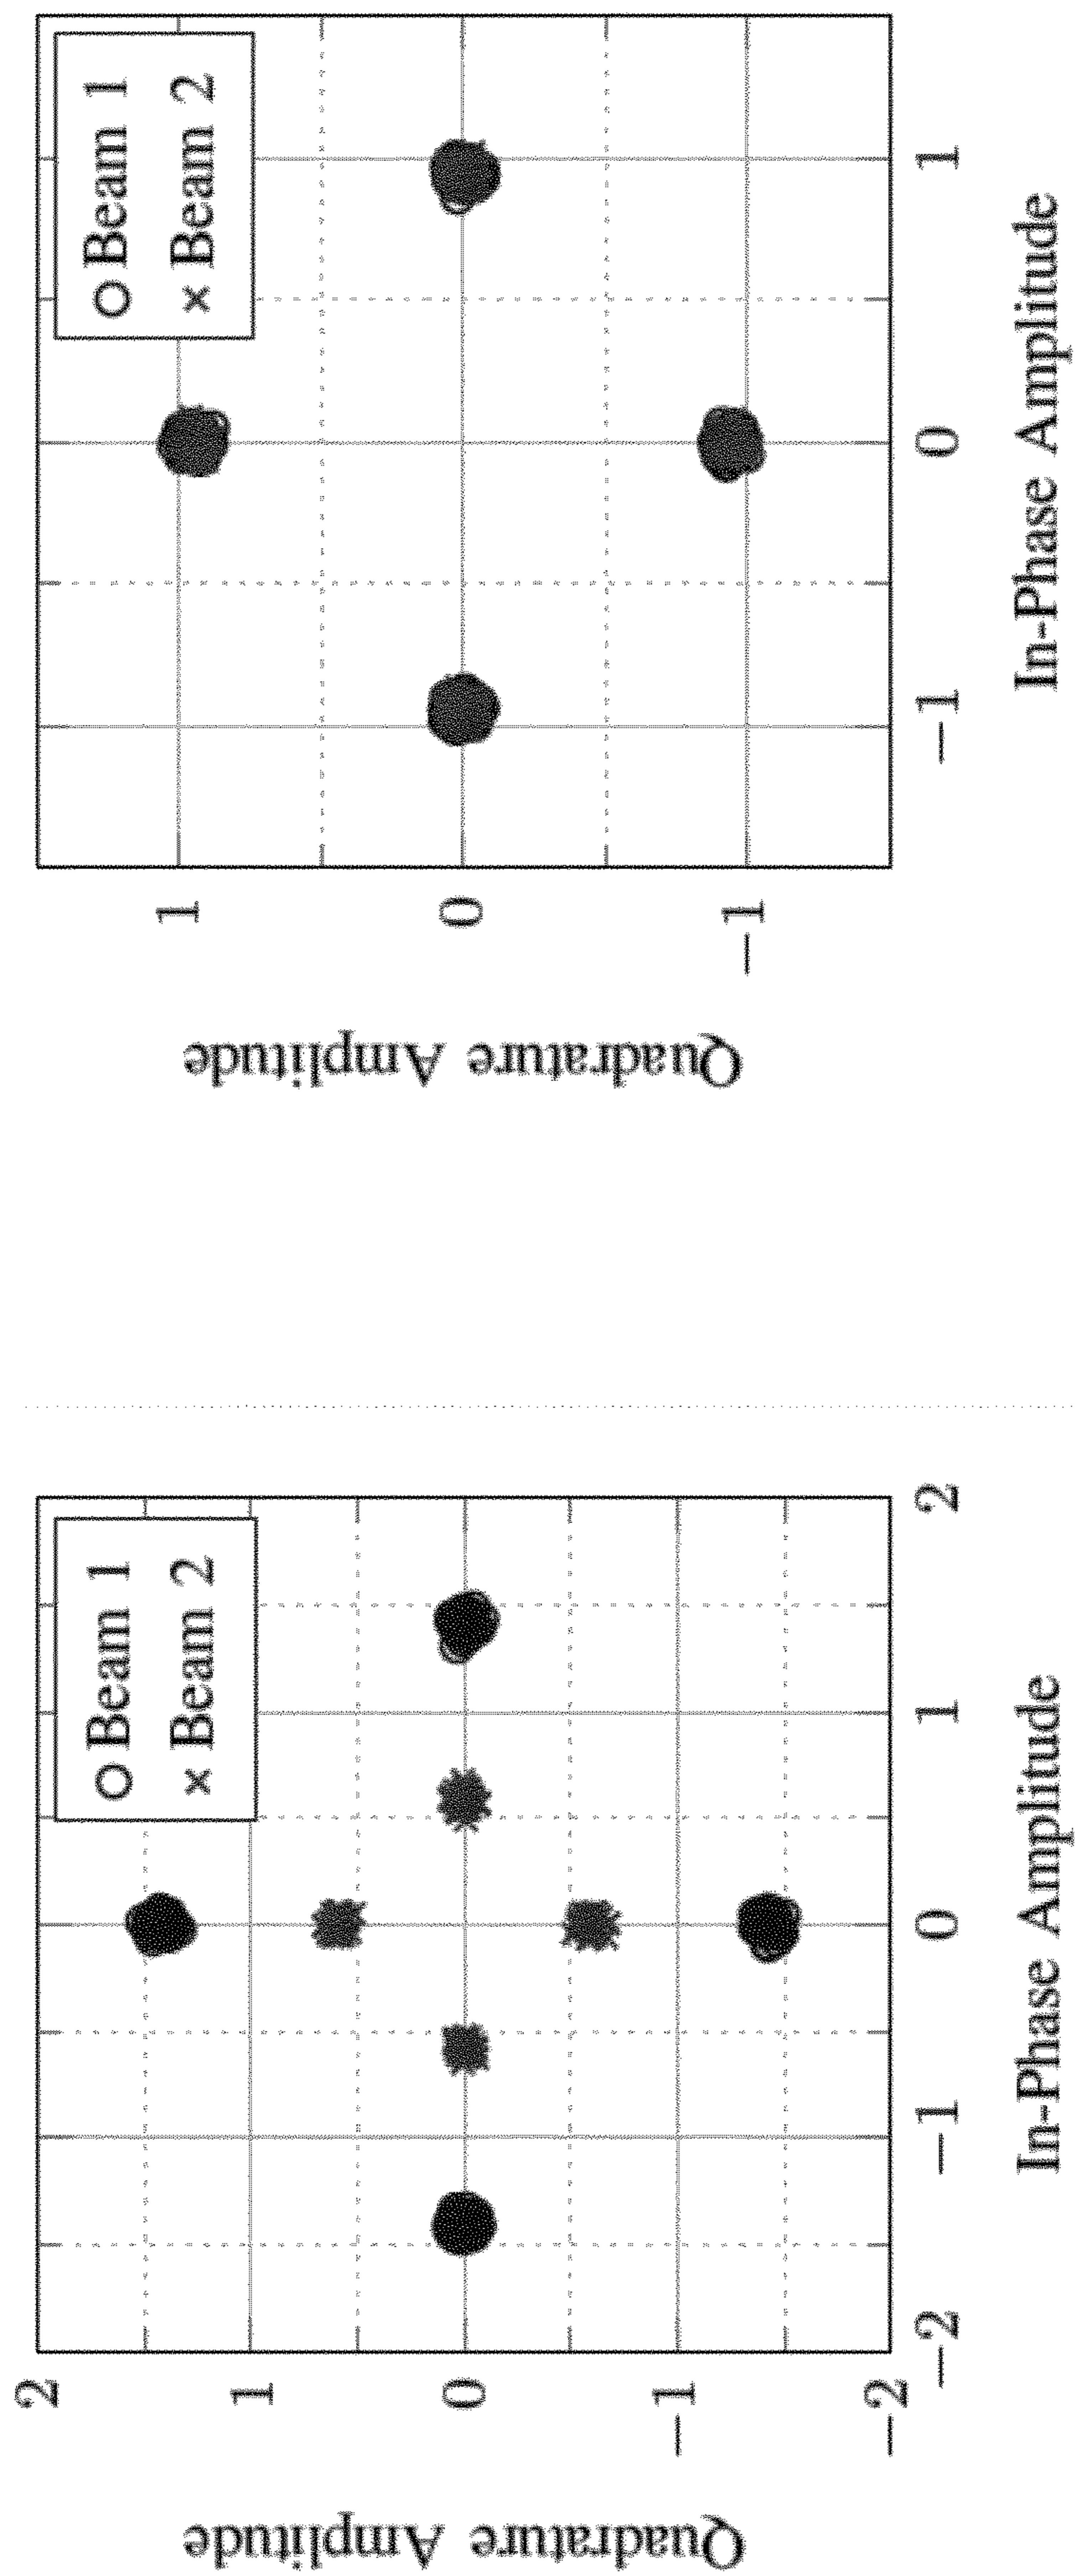 2
1
0
−1
−2
Quadrature Amplitude
−2
−1
0
1
2
In-Phase Amplitude
Beam 1
Beam 2
1
0
−1
Quadrature Amplitude
−1
0
1
In-Phase Amplitude
Beam 1
Beam 2